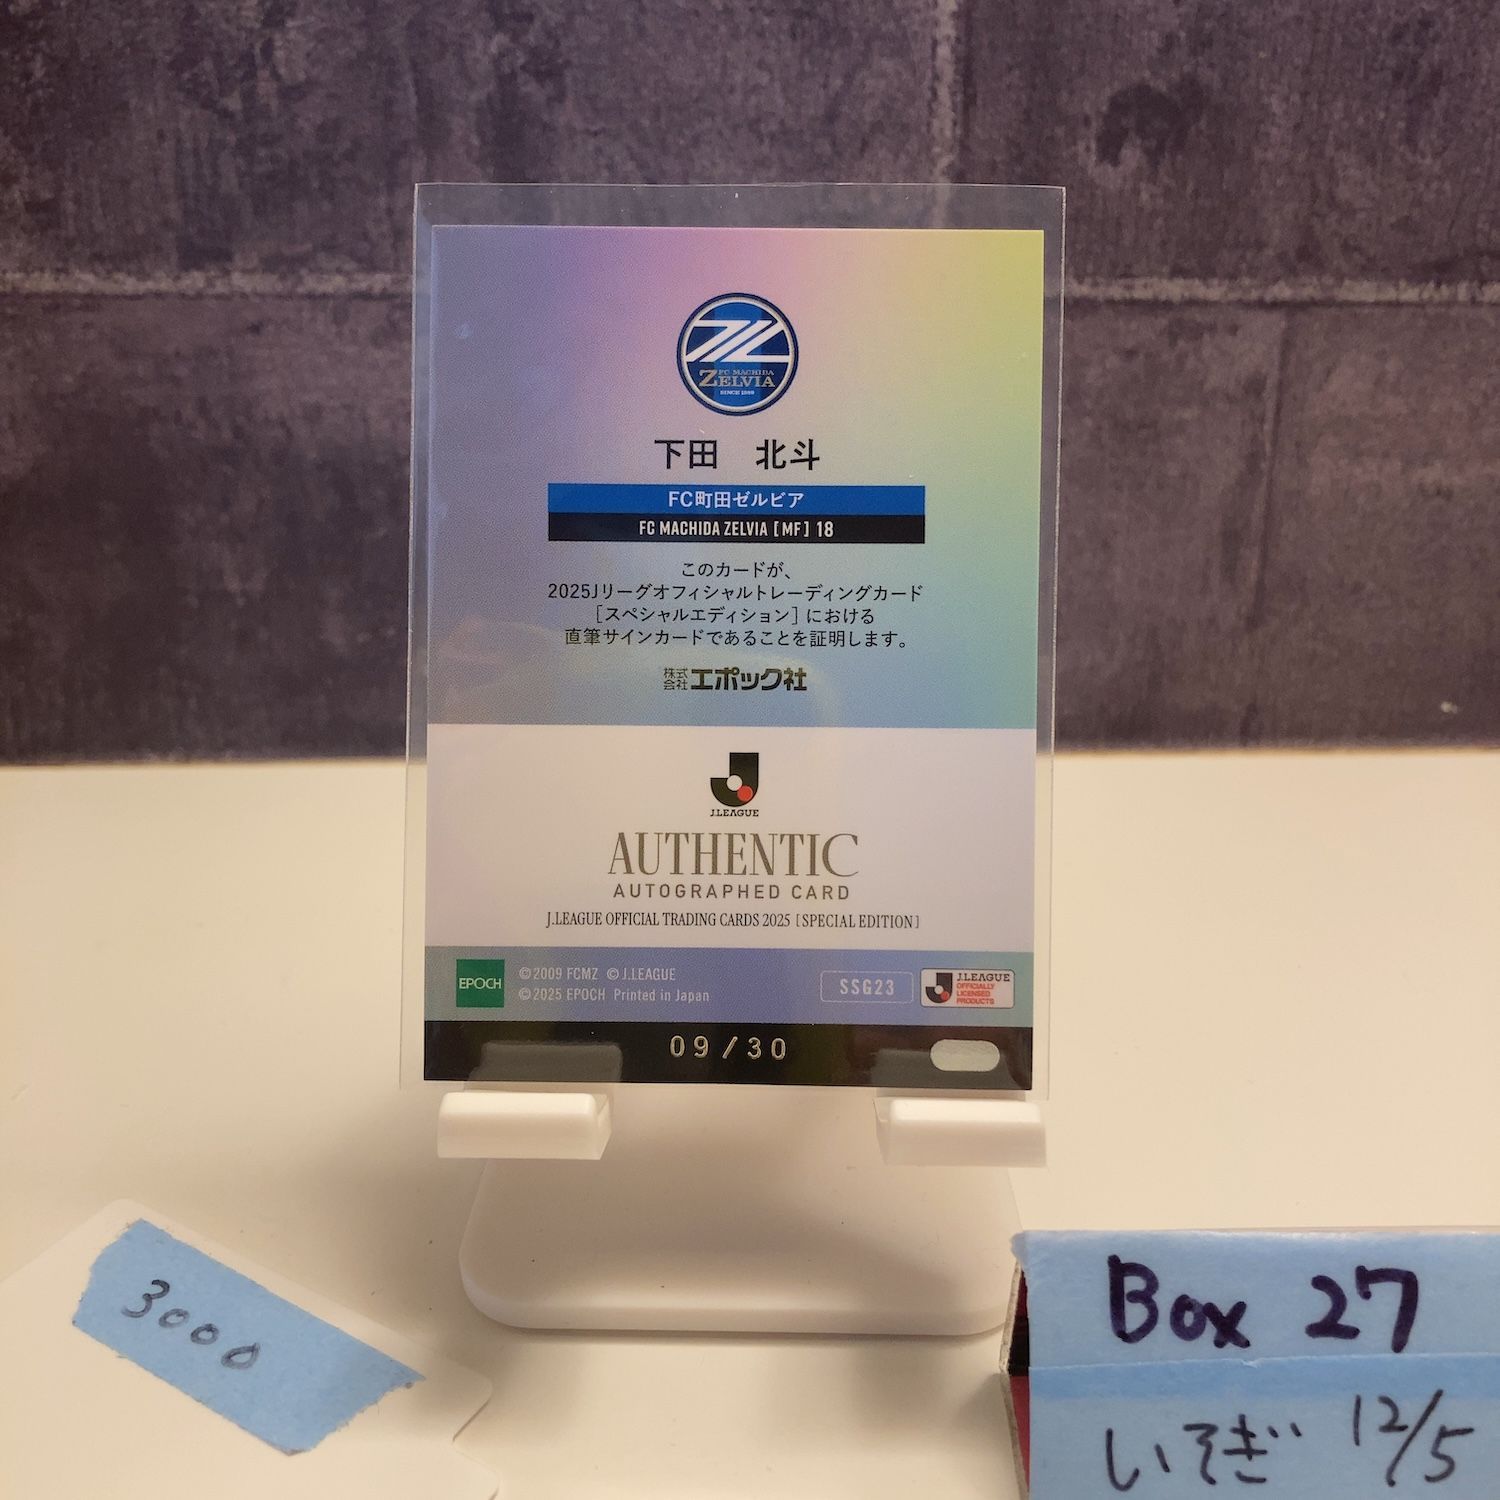 FC MACHIDA
ZELVIA
SINCE 1989
下田 北斗
FC町田ゼルビア
FC MACHIDA ZELVIA [MF] 18
このカードが、
2025Jリーグオフィシャルトレーディングカード
［スペシャルエディション］における
直筆サインカードであることを証明します。
株式会社エポック社
J.LEAGUE
AUTHENTIC
AUTOGRAPHED CARD
J.LEAGUE OFFICIAL TRADING CARDS 2025 [SPECIAL EDITION]
EPOCH
©2009 FCMZ ©J.LEAGUE
©2025 EPOCH Printed in Japan
SSG23
J.LEAGUE
OFFICIALLY
LICENSED
PRODUCTS
09/30
3000
Box 27
いそぎ 12/5